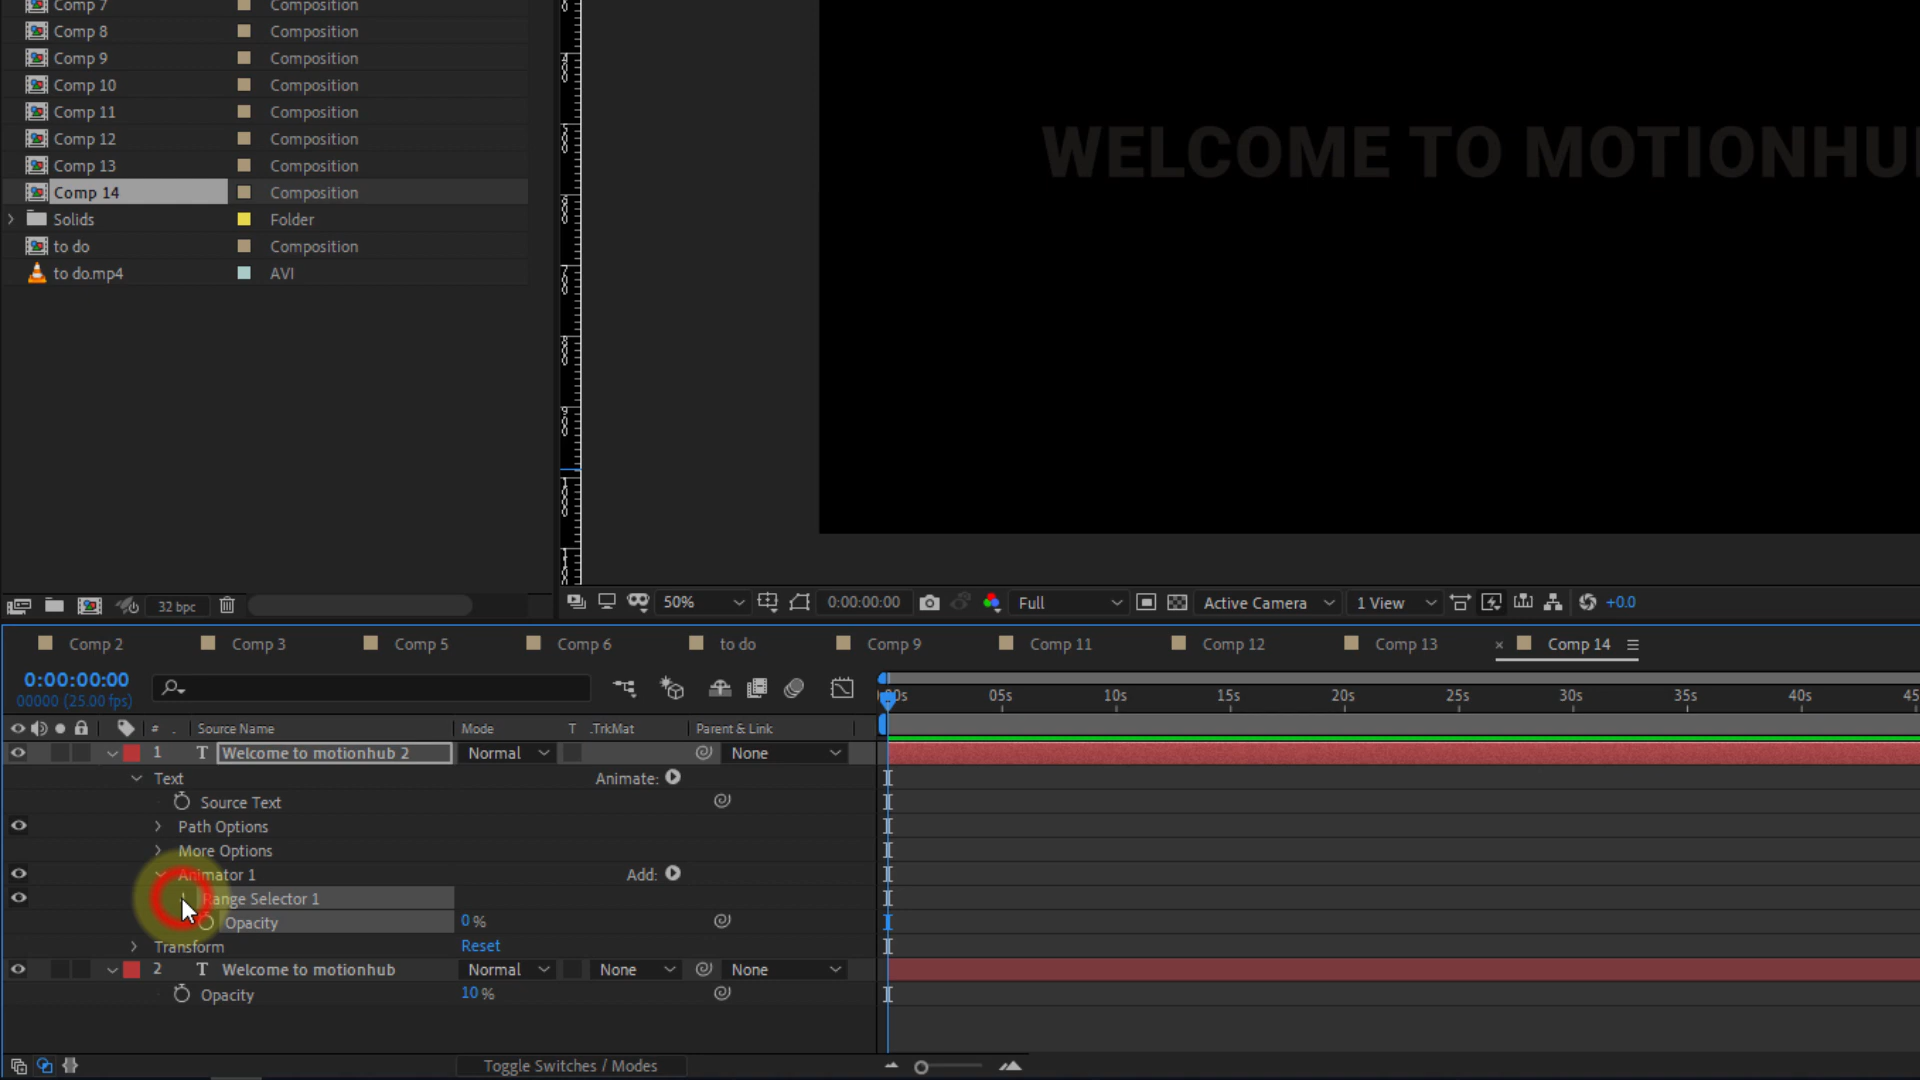 Comp 7 Composition
Comp 8 Composition
Comp 9 Composition
Comp 10 Composition
Comp 11 Composition
Comp 12 Composition
Comp 13 Composition
Comp 14 Composition
Solids Folder
to do Composition
to do.mp4 AVI
WELCOME TO MOTIONHU
32 bpc
50% 0:00:00:00 Full Active Camera 1 View +0.0
Comp 2 Comp 3 Comp 5 Comp 6 to do Comp 9 Comp 11 Comp 12 Comp 13 × Comp 14
0:00:00:00
00000 (25.00 fps)
05s 10s 15s 20s 25s 30s 35s 40s 45
# . Source Name Mode T .TrkMat Parent & Link
1 T Welcome to motionhub 2 Normal None
Text Animate:
Source Text
Path Options
More Options
Animator 1 Add:
Range Selector 1
Opacity 0 %
Transform Reset
2 T Welcome to motionhub Normal None None
Opacity 10 %
Toggle Switches / Modes